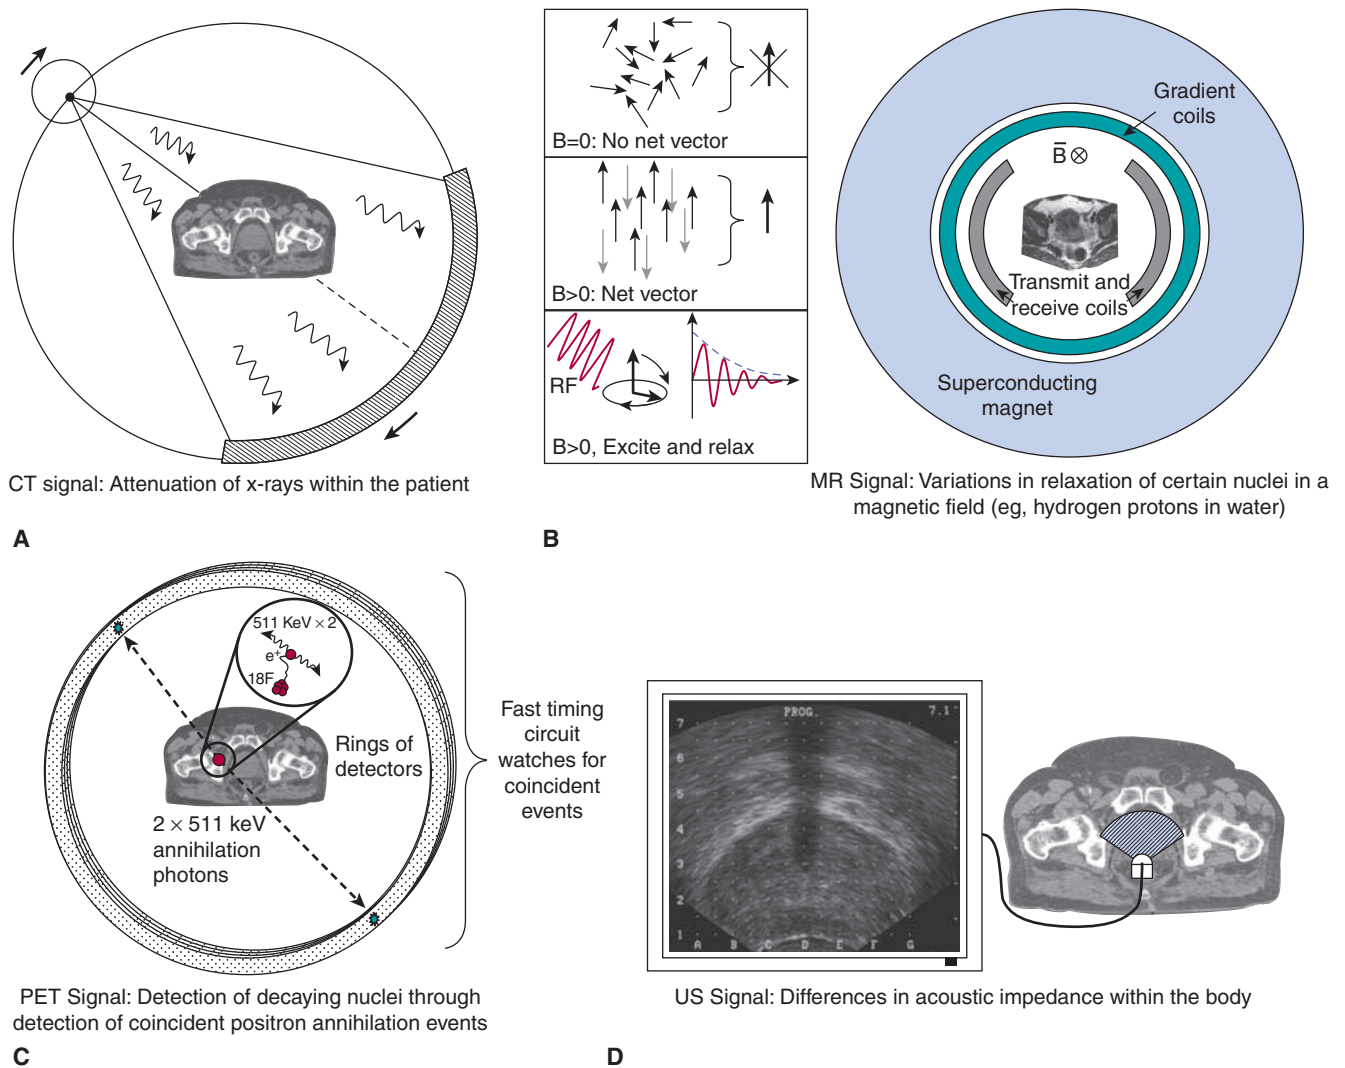 CT signal: Attenuation of x-rays within the patient
A
B=0: No net vector
B>0: Net vector
RF
B>0, Excite and relax
Gradient
coils
B̅ ⊗
Transmit and
receive coils
Superconducting
magnet
MR Signal: Variations in relaxation of certain nuclei in a
magnetic field (eg, hydrogen protons in water)
B
511 KeV × 2
e⁺
18F
Rings of
detectors
2 × 511 keV
annihilation
photons
Fast timing
circuit
watches for
coincident
events
PET Signal: Detection of decaying nuclei through
detection of coincident positron annihilation events
C
PROG.
7.1
7
6
5
4
3
2
1 A B C D E F G
US Signal: Differences in acoustic impedance within the body
D